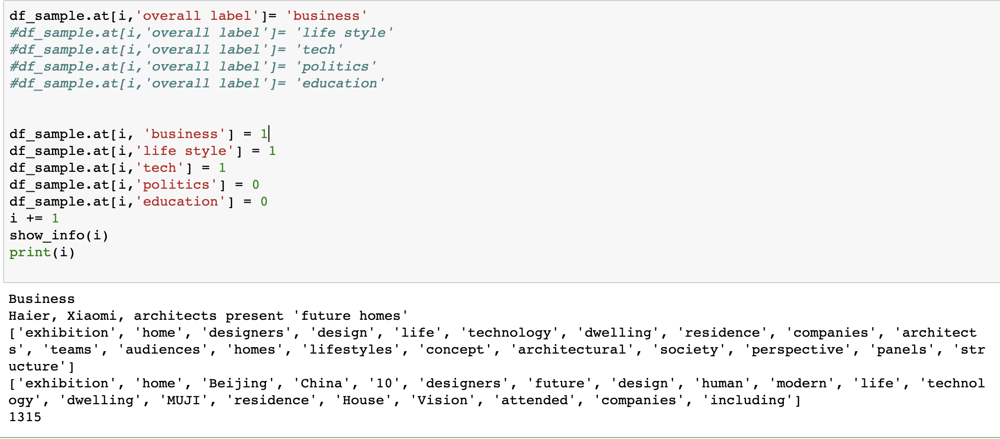 df_sample.at[i,'overall label']= 'business'
#df_sample.at[i,'overall label']= 'life style'
#df_sample.at[i,'overall label']= 'tech'
#df_sample.at[i,'overall label']= 'politics'
#df_sample.at[i,'overall label']= 'education'
df_sample.at[i, 'business'] = 1
df_sample.at[i,'life style'] = 1
df_sample.at[i,'tech'] = 1
df_sample.at[i,'politics'] = 0
df_sample.at[i,'education'] = 0
i += 1
show_info(i)
print(i)
Business
Haier, Xiaomi, architects present 'future homes'
['exhibition', 'home', 'designers', 'design', 'life', 'technology', 'dwelling', 'residence', 'companies', 'architect
s', 'teams', 'audiences', 'homes', 'lifestyles', 'concept', 'architectural', 'society', 'perspective', 'panels', 'str
ucture']
['exhibition', 'home', 'Beijing', 'China', '10', 'designers', 'future', 'design', 'human', 'modern', 'life', 'technol
ogy', 'dwelling', 'MUJI', 'residence', 'House', 'Vision', 'attended', 'companies', 'including']
1315